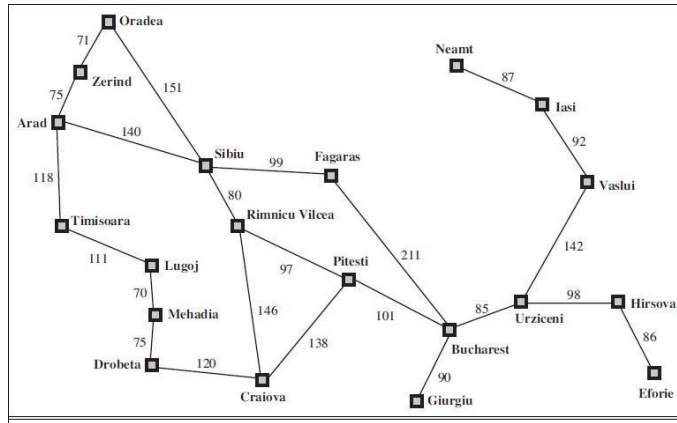 Oradea
71
Neamt
Zerind
87
151
75
Iasi
Arad
140
92
Sibiu
99
Fagaras
118
Vaslui
80
Rimnicu Vilcea
Timisoara
142
111
211
Lugoj
97
Pitesti
70
98
Hirsova
146
85
Mehadia
101
Urziceni
138
86
75
Bucharest
120
Drobeta
90
Eforie
Craiova
Giurgiu